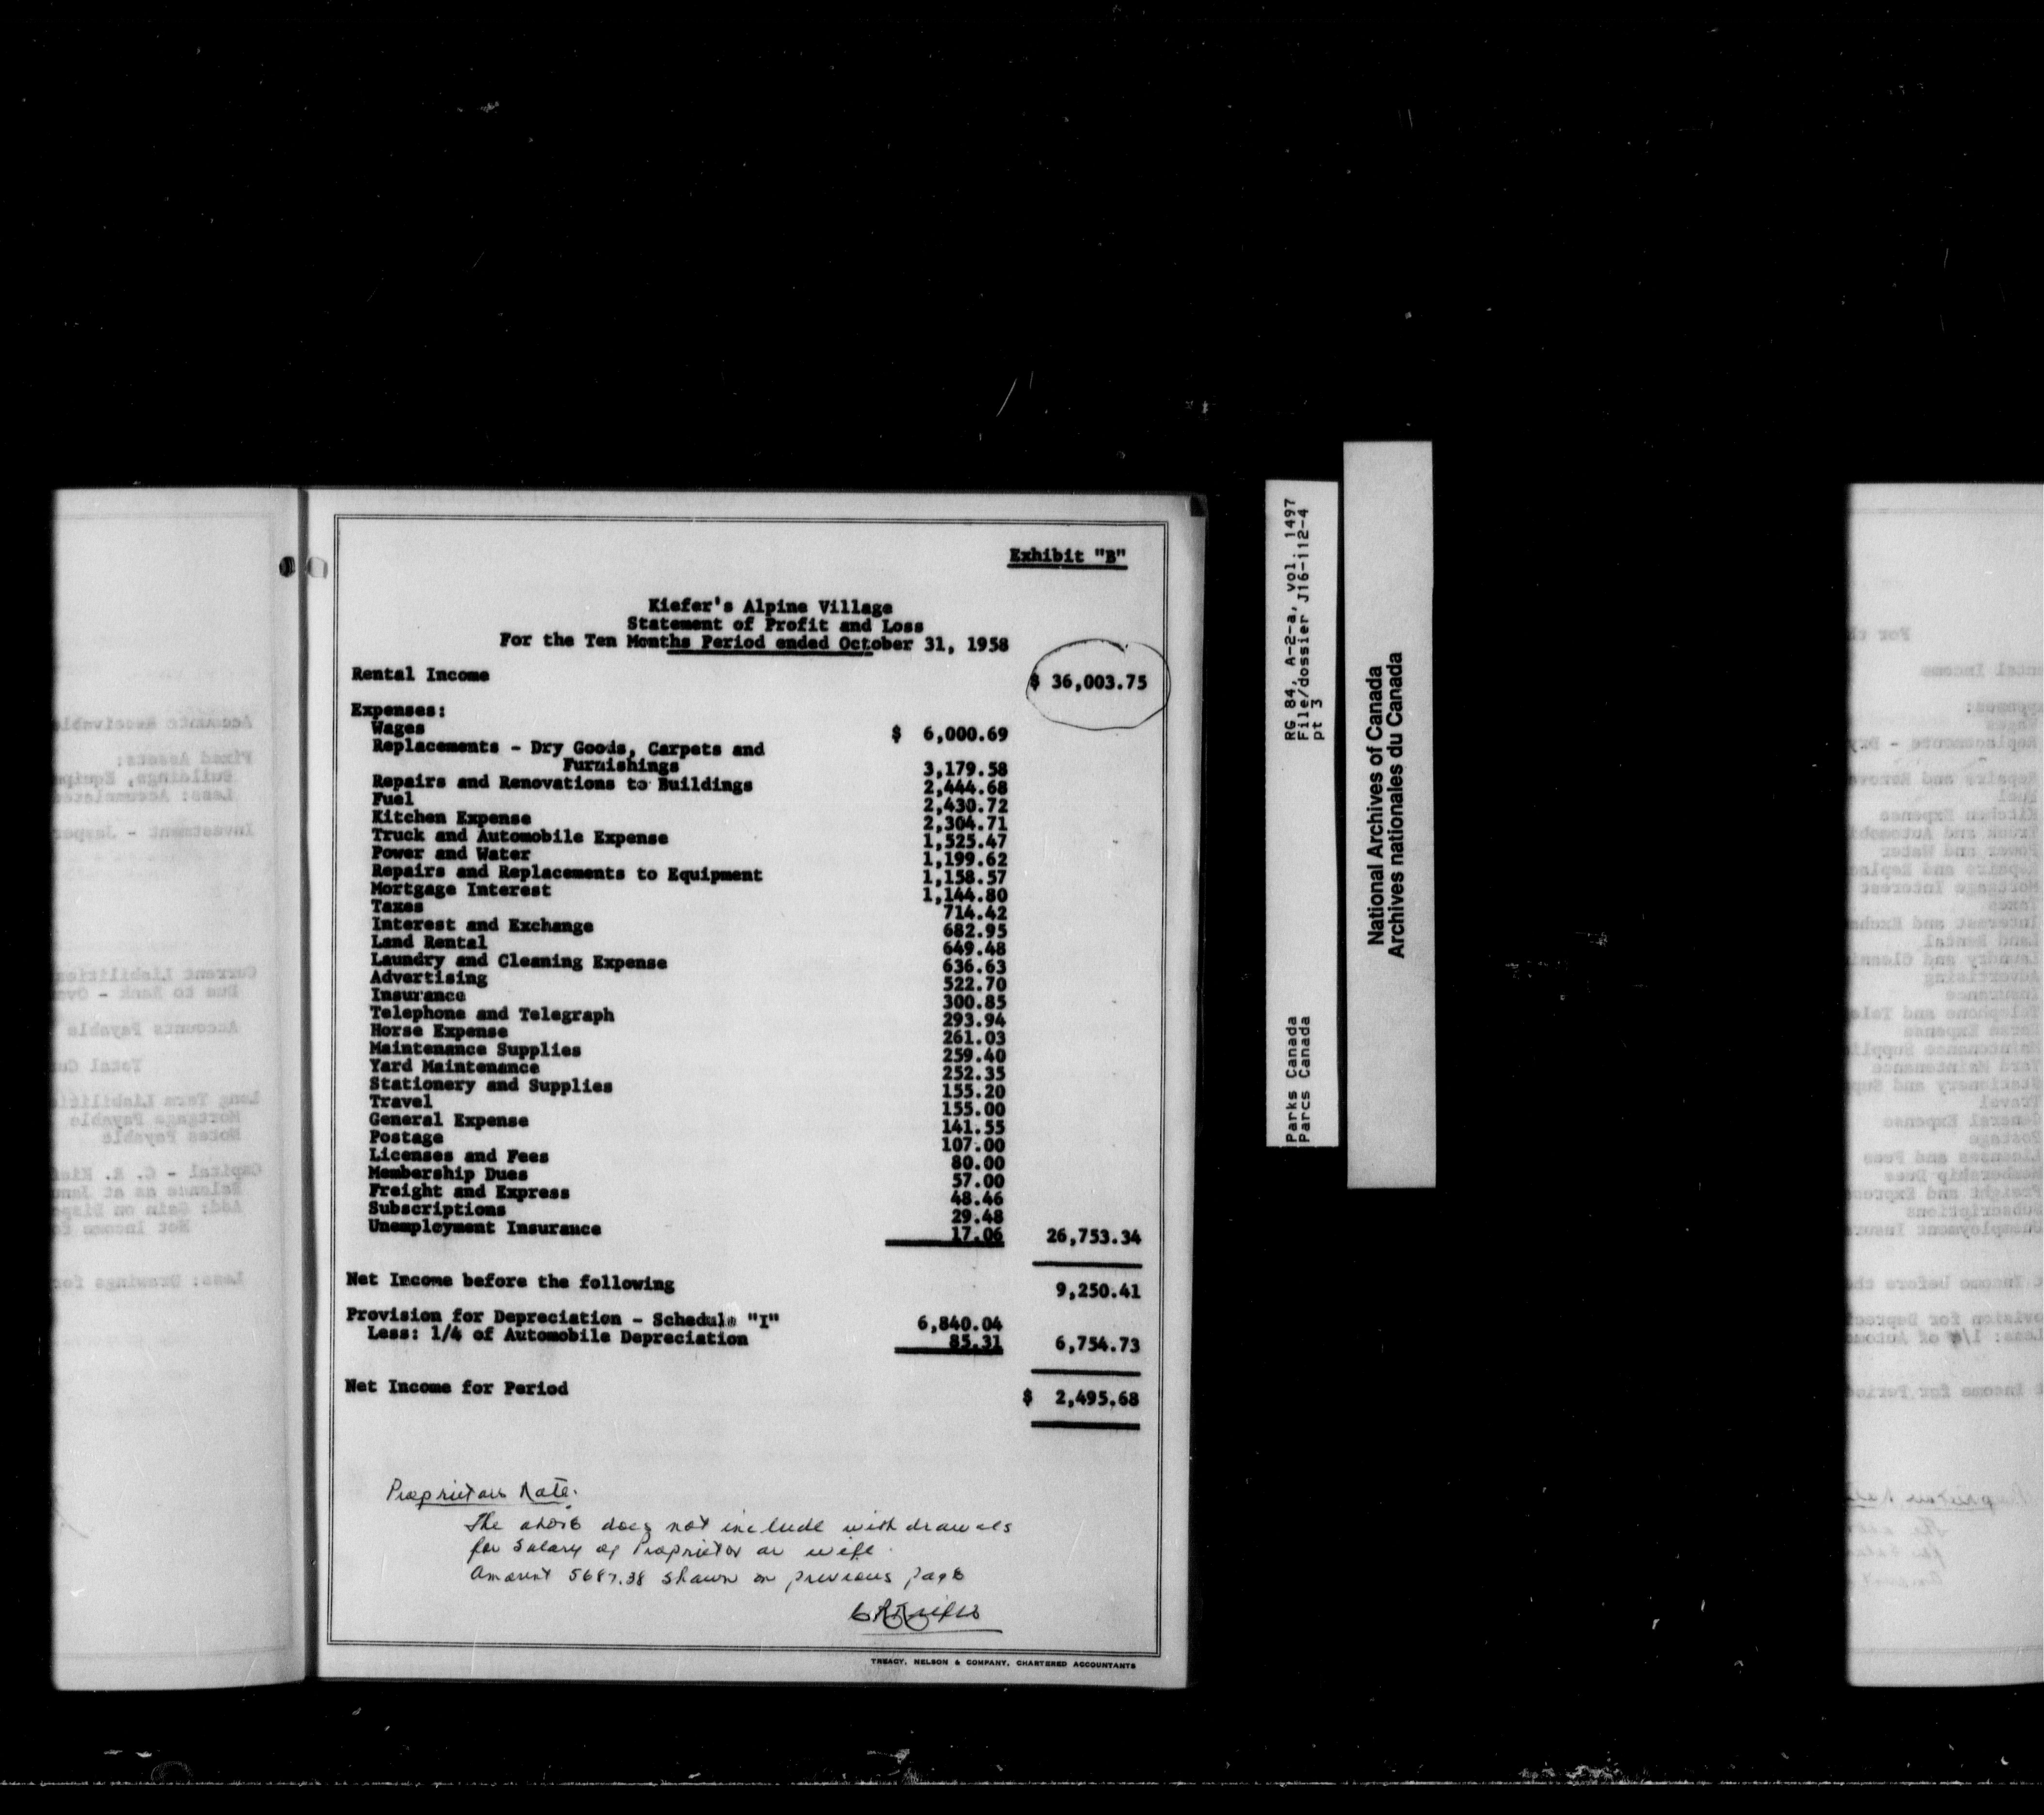 Exhibit "B"
Kiefer's Alpine Village
Statement of Profit and Loss
For the Ten Months Period ended October 31, 1958
Rental Income $ 36,003.75
Expenses:
Wages $ 6,000.69
Replacements - Dry Goods, Carpets and
Furnishings 3,179.58
Repairs and Renovations to Buildings 2,444.68
Fuel 2,430.72
Kitchen Expense 2,304.71
Truck and Automobile Expense 1,525.47
Power and Water 1,199.62
Repairs and Replacements to Equipment 1,158.57
Mortgage Interest 1,144.80
Taxes 714.42
Interest and Exchange 682.95
Land Rental 649.48
Laundry and Cleaning Expense 636.63
Advertising 522.70
Insurance 300.85
Telephone and Telegraph 293.94
Horse Expense 261.03
Maintenance Supplies 259.40
Yard Maintenance 252.35
Stationery and Supplies 155.20
Travel 155.00
General Expense 141.55
Postage 107.00
Licenses and Fees 80.00
Membership Dues 57.00
Freight and Express 48.46
Subscriptions 29.48
Unemployment Insurance 17.06 26,753.34
Net Income before the following 9,250.41
Provision for Depreciation - Schedule "I" 6,840.04
Less: 1/4 of Automobile Depreciation 85.31 6,754.73
Net Income for Period $ 2,495.68
Proprietors Note.
The above does not include withdrawals
for salary of Proprietor or wife.
Amount 5687.38 shown on previous page
TREACY, NELSON & COMPANY, CHARTERED ACCOUNTANTS
RG 84, A-2-a, vol. 1497
File/dossier J16-112-4
pt 3
Parks Canada
Parcs Canada
National Archives of Canada
Archives nationales du Canada